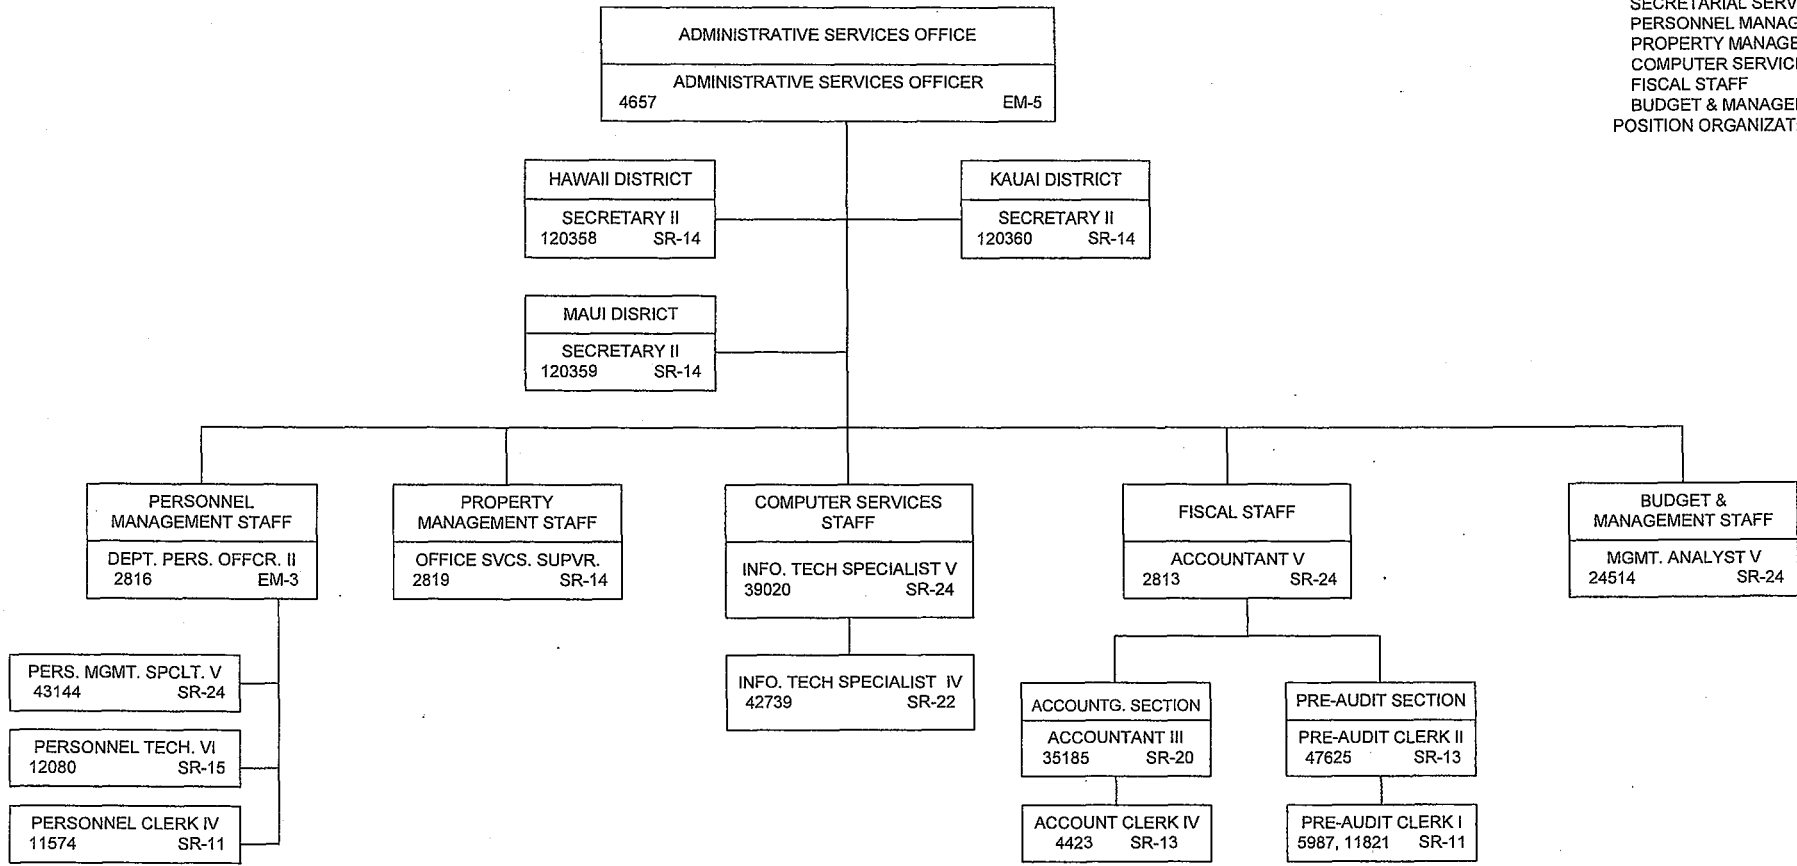 ADMINISTRATIVE SERVICES OFFICE
ADMINISTRATIVE SERVICES OFFICER
4657 EM-5
PERSONNEL
PROPERTY
COMPUTER
FISCAL STAFF
BUDGET &
POSITION
HAWAII DISTRICT
SECRETARY II
120358 SR-14
KAUAI DISTRICT
SECRETARY II
120360 SR-14
MAUI DISRICT
SECRETARY II
120359 SR-14
PERSONNEL
MANAGEMENT STAFF
DEPT. PERS. OFFCR. II
2816 EM-3
PERS. MGMT. SPCLT. V
43144 SR-24
PERSONNEL TECH. VI
12080 SR-15
PERSONNEL CLERK IV
11574 SR-11
PROPERTY
MANAGEMENT STAFF
OFFICE SVCS. SUPVR.
2819 SR-14
COMPUTER SERVICES
STAFF
INFO. TECH SPECIALIST V
39020 SR-24
INFO. TECH SPECIALIST IV
42739 SR-22
FISCAL STAFF
ACCOUNTANT V
2813 SR-24
ACCOUNTG. SECTION
ACCOUNTANT III
35185 SR-20
ACCOUNT CLERK IV
4423 SR-13
PRE-AUDIT SECTION
PRE-AUDIT CLERK II
47625 SR-13
PRE-AUDIT CLERK I
5987, 11821 SR-11
BUDGET &
MANAGEMENT STAFF
MGMT. ANALYST V
24514 SR-24